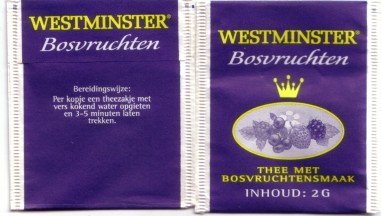 WESTMINSTER®
Bosvruchten
Bereidingswijze:
Per kopje een theezakje met
vers kokend water opgieten
en 3-5 minuten laten
trekken.
WESTMINSTER®
Bosvruchten
THEE MET
BOSVRUCHTENSMAAK
INHOUD: 2G